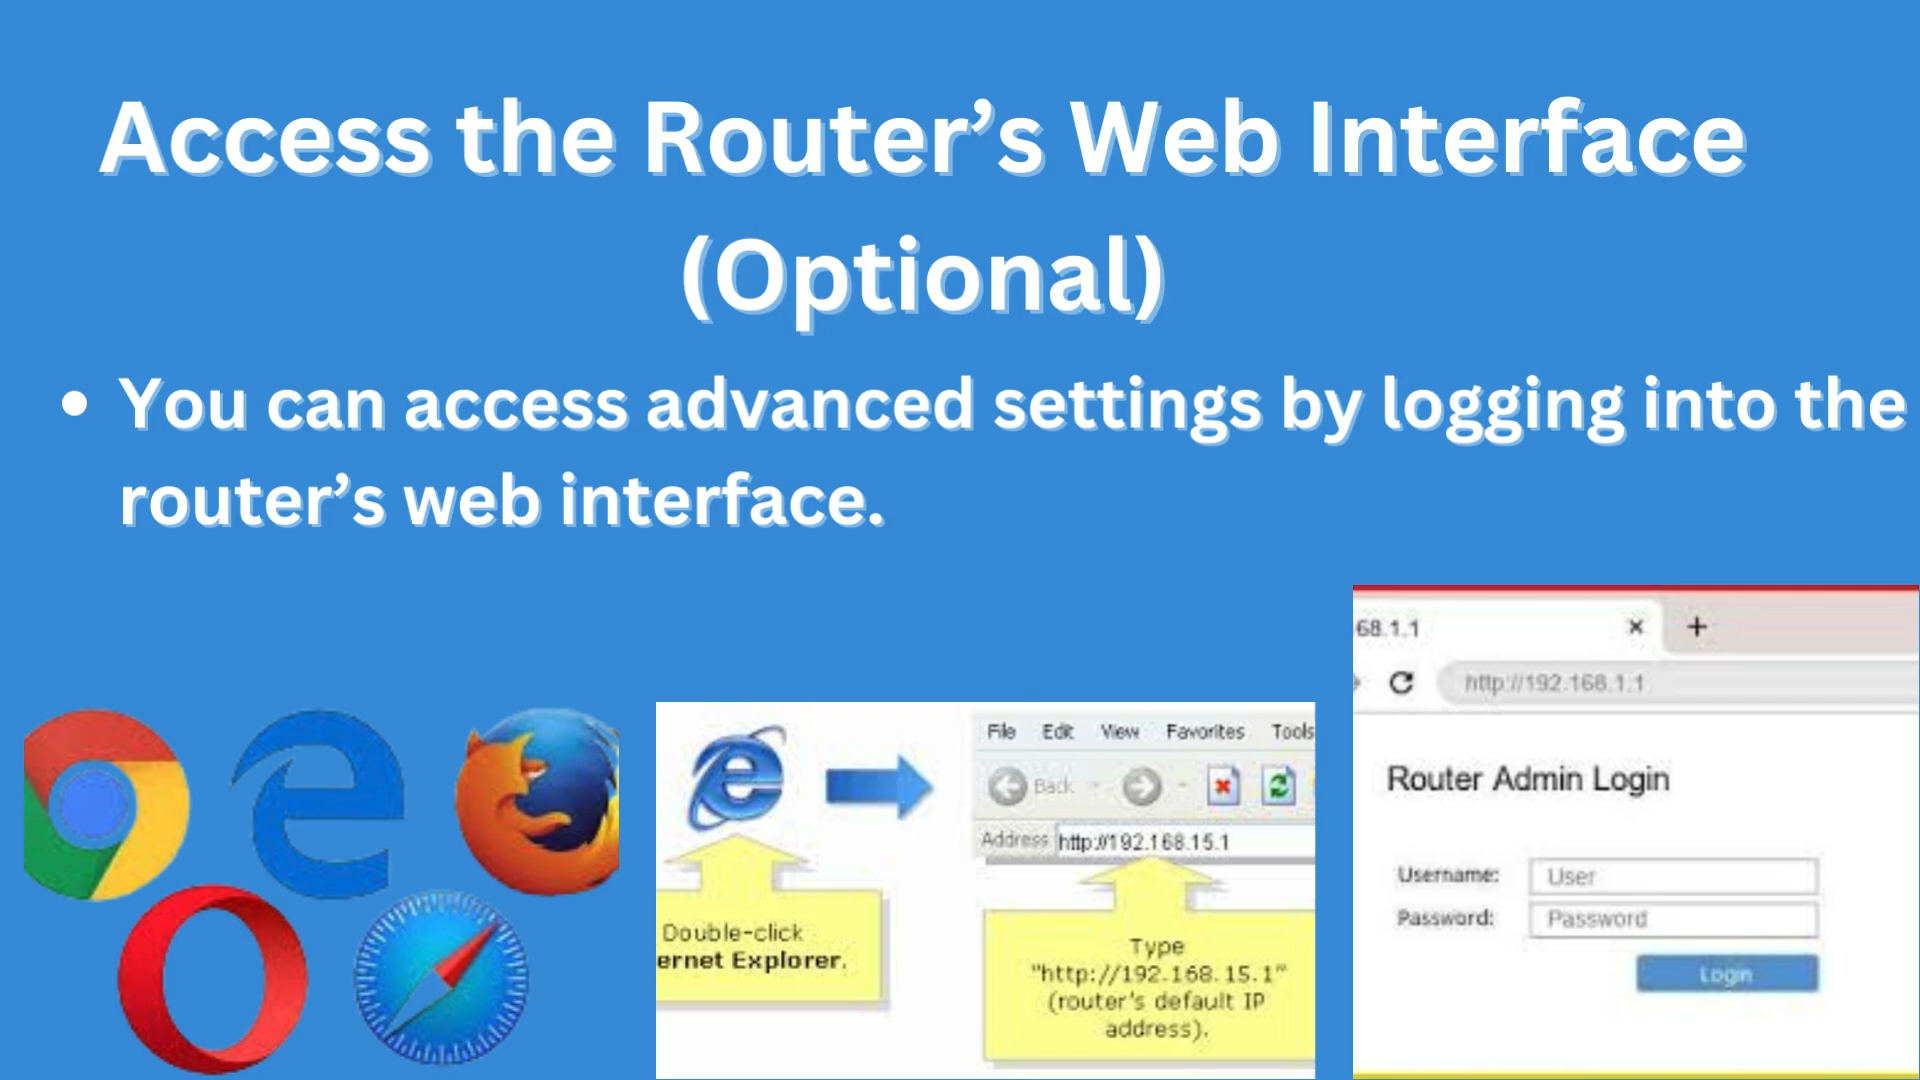 Access the Router’s Web Interface
(Optional)
• You can access advanced settings by logging into the
router’s web interface.
File Edit View Favorites Tools
Back
Address http://192.168.15.1
Double-click
ernet Explorer.
Type
"http://192.168.15.1"
(router's default IP
address).
68.1.1
http://192.168.1.1
Router Admin Login
Username: User
Password: Password
Login